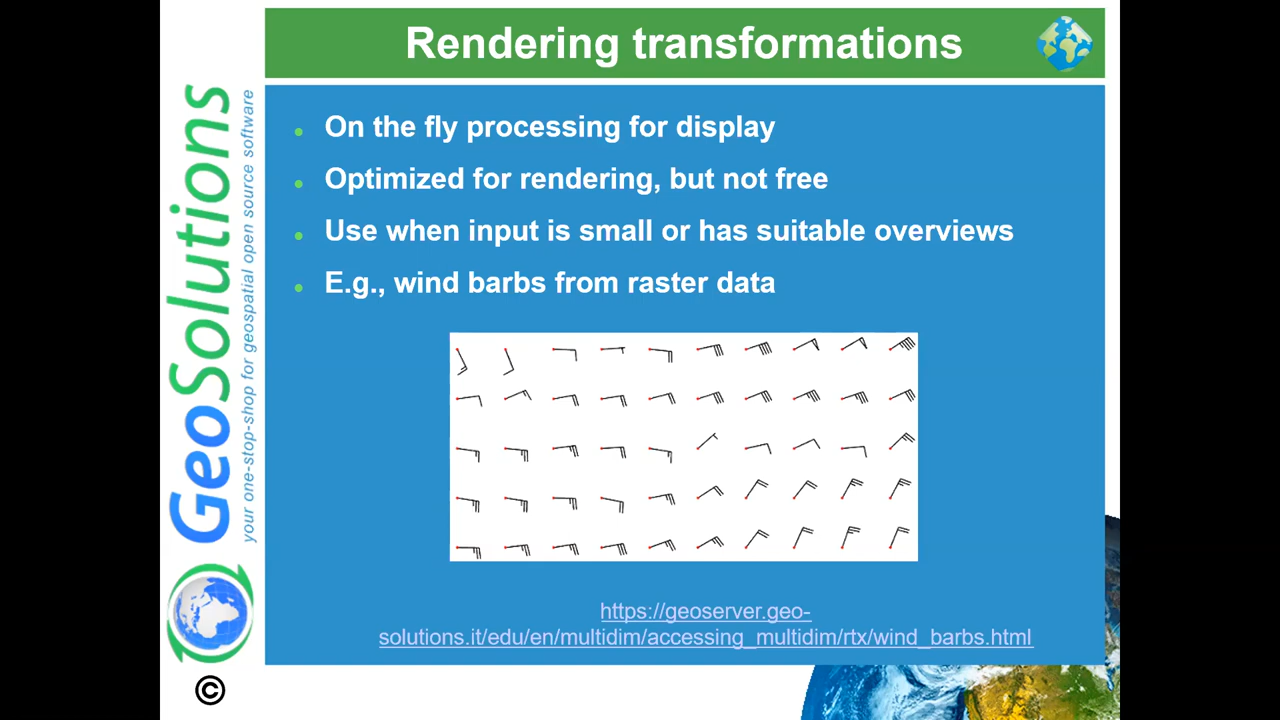 Rendering transformations
On the fly processing for display
Optimized for rendering, but not free
Use when input is small or has suitable overviews
E.g., wind barbs from raster data
https://geoserver.geo-
solutions.it/edu/en/multidim/accessing_multidim/rtx/wind_barbs.html
GeoSolutions
your one-stop-shop for geospatial open source software
©